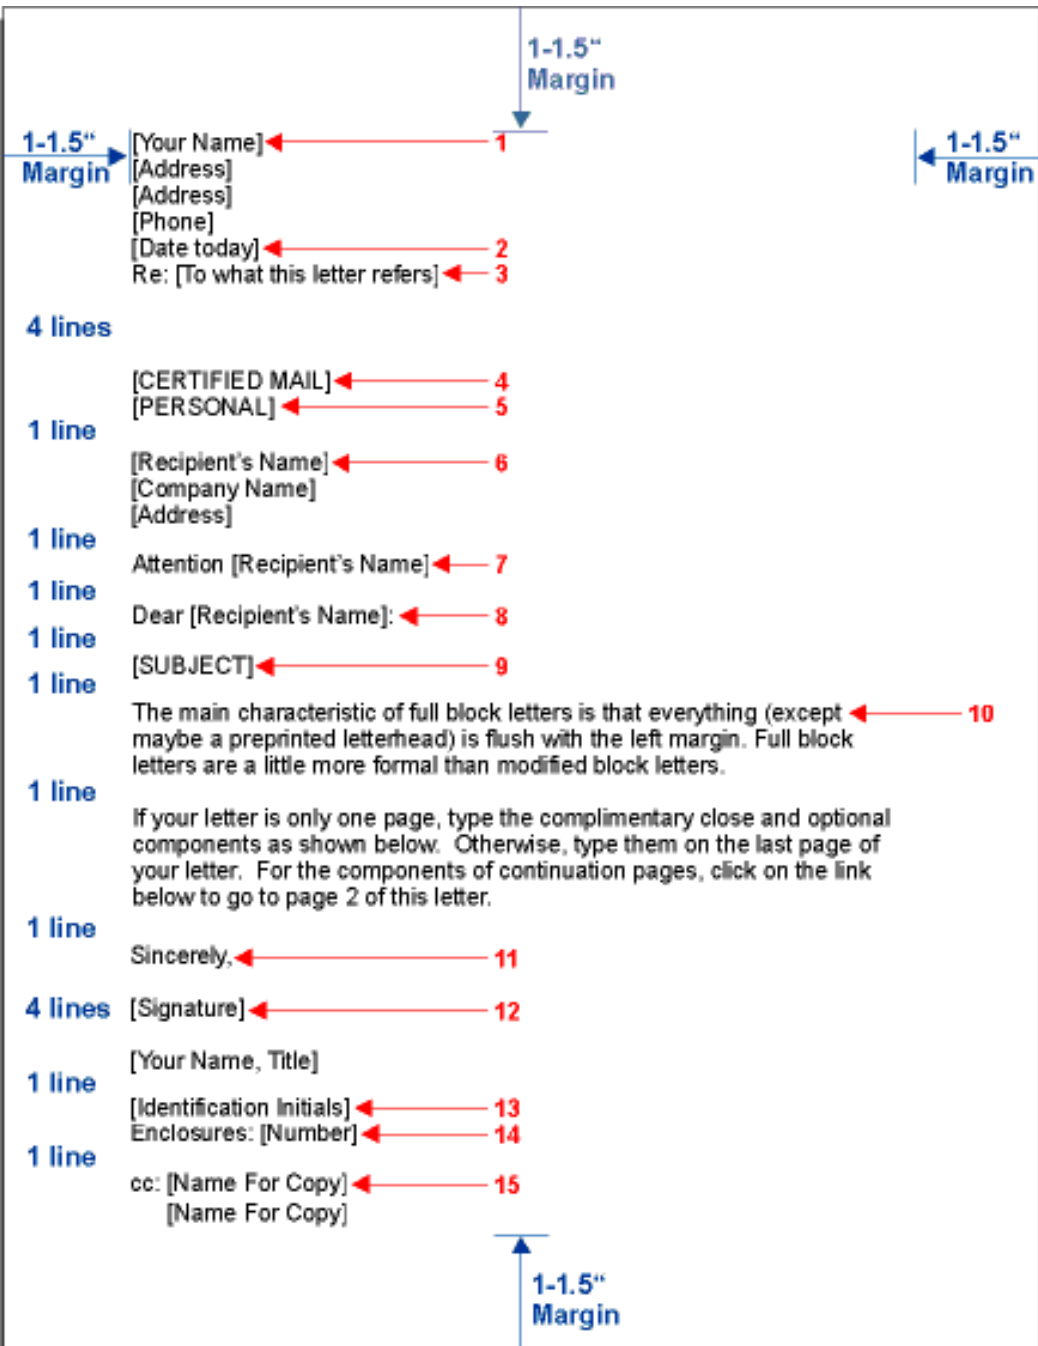 1-1.5“
Margin
1-1.5“
Margin
[Your Name] 1
1-1.5“
Margin
[Address]
[Address]
[Phone]
[Date today] 2
Re: [To what this letter refers] 3
4 lines
[CERTIFIED MAIL] 4
[PERSONAL] 5
1 line
[Recipient's Name] 6
[Company Name]
[Address]
1 line
Attention [Recipient's Name] 7
1 line
Dear [Recipient's Name]: 8
1 line
[SUBJECT] 9
1 line
The main characteristic of full block letters is that everything (except 10
maybe a preprinted letterhead) is flush with the left margin. Full block
letters are a little more formal than modified block letters.
1 line
If your letter is only one page, type the complimentary close and optional
components as shown below.  Otherwise, type them on the last page of
your letter.  For the components of continuation pages, click on the link
below to go to page 2 of this letter.
1 line
Sincerely, 11
4 lines [Signature] 12
[Your Name, Title]
1 line
[Identification Initials] 13
Enclosures: [Number] 14
1 line
cc: [Name For Copy] 15
[Name For Copy]
1-1.5“
Margin